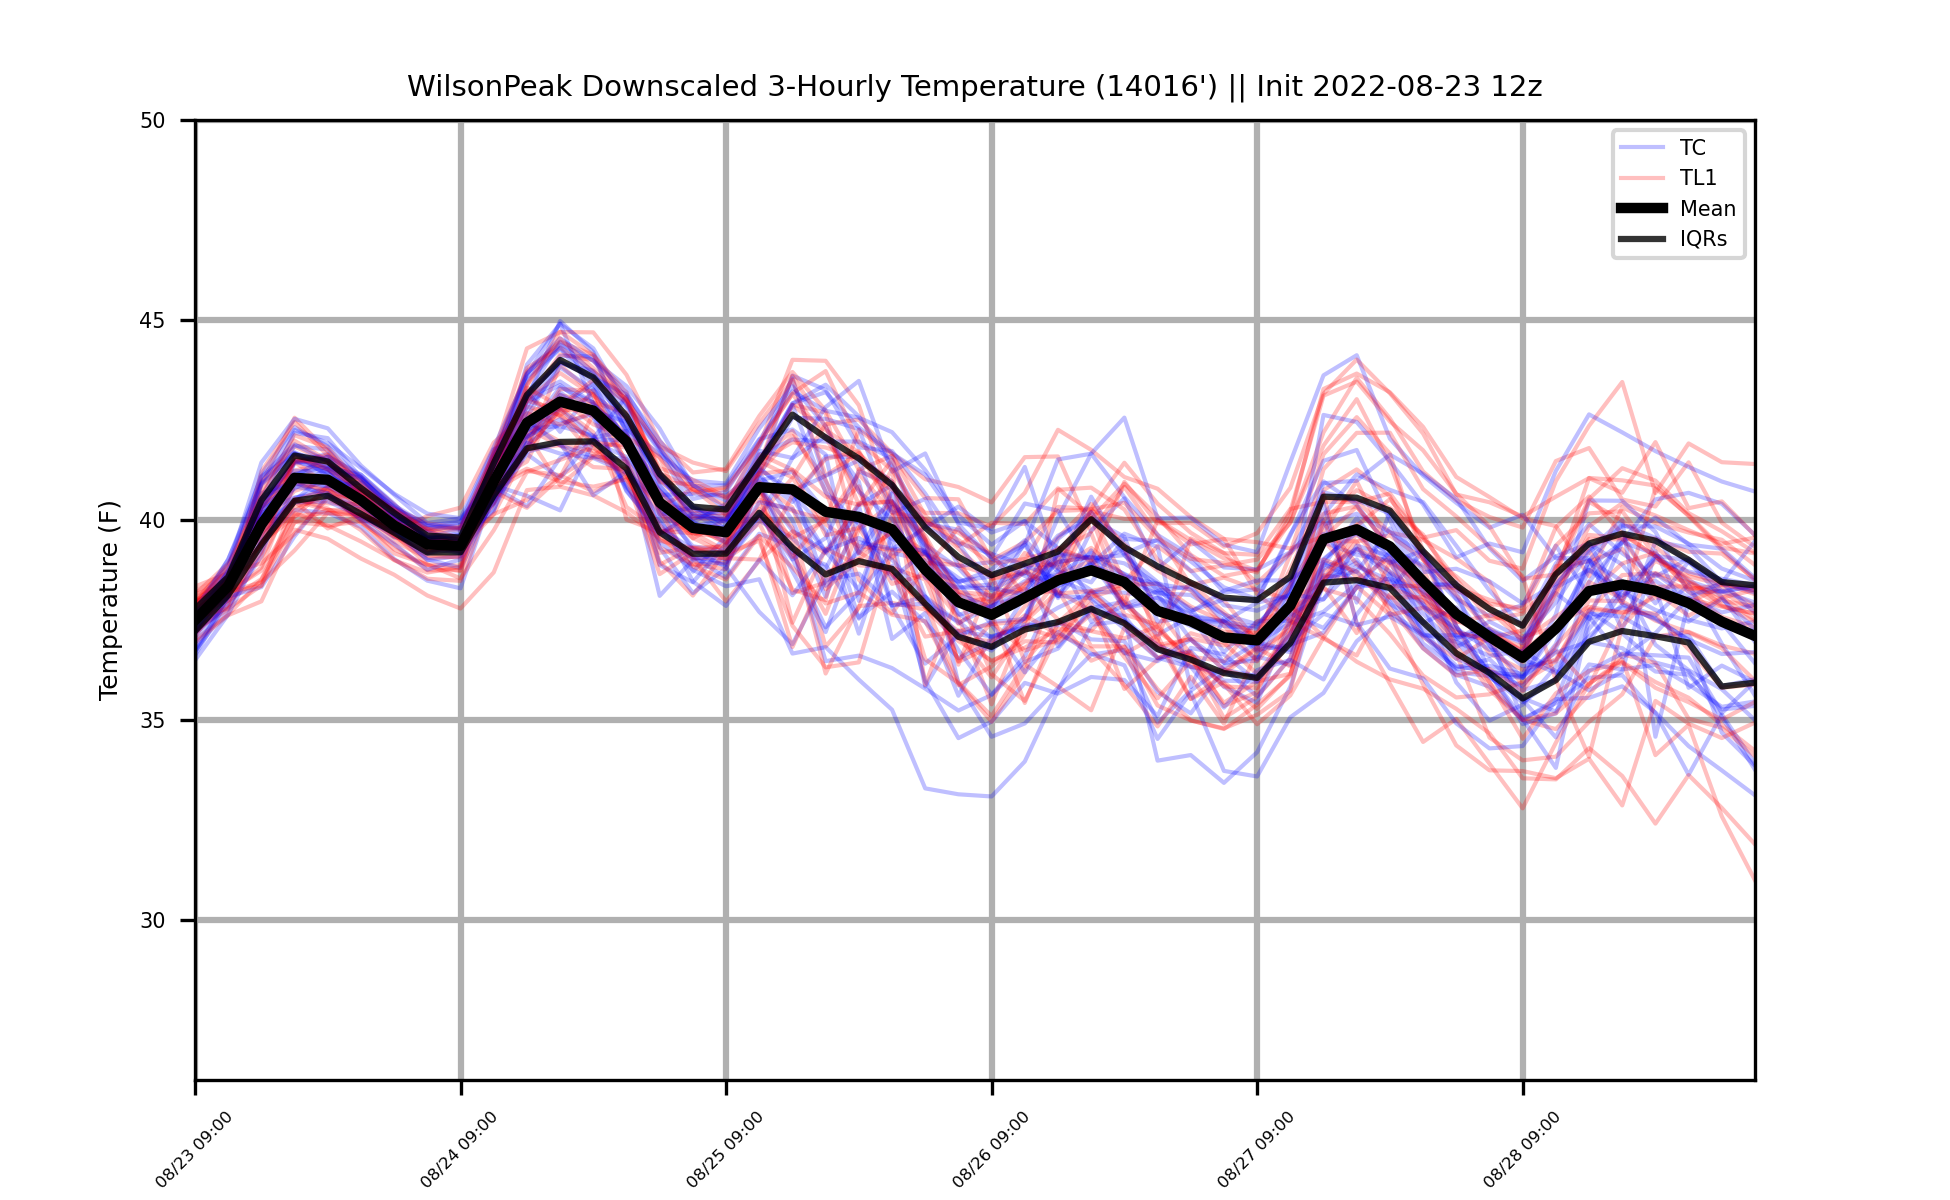 WilsonPeak Downscaled 3-Hourly Temperature (14016') || Init 2022-08-23 12z
50
45
40
35
30
Temperature (F)
TC
TL1
Mean
IQRs
08/23 09:00
08/24 09:00
08/25 09:00
08/26 09:00
08/27 09:00
08/28 09:00